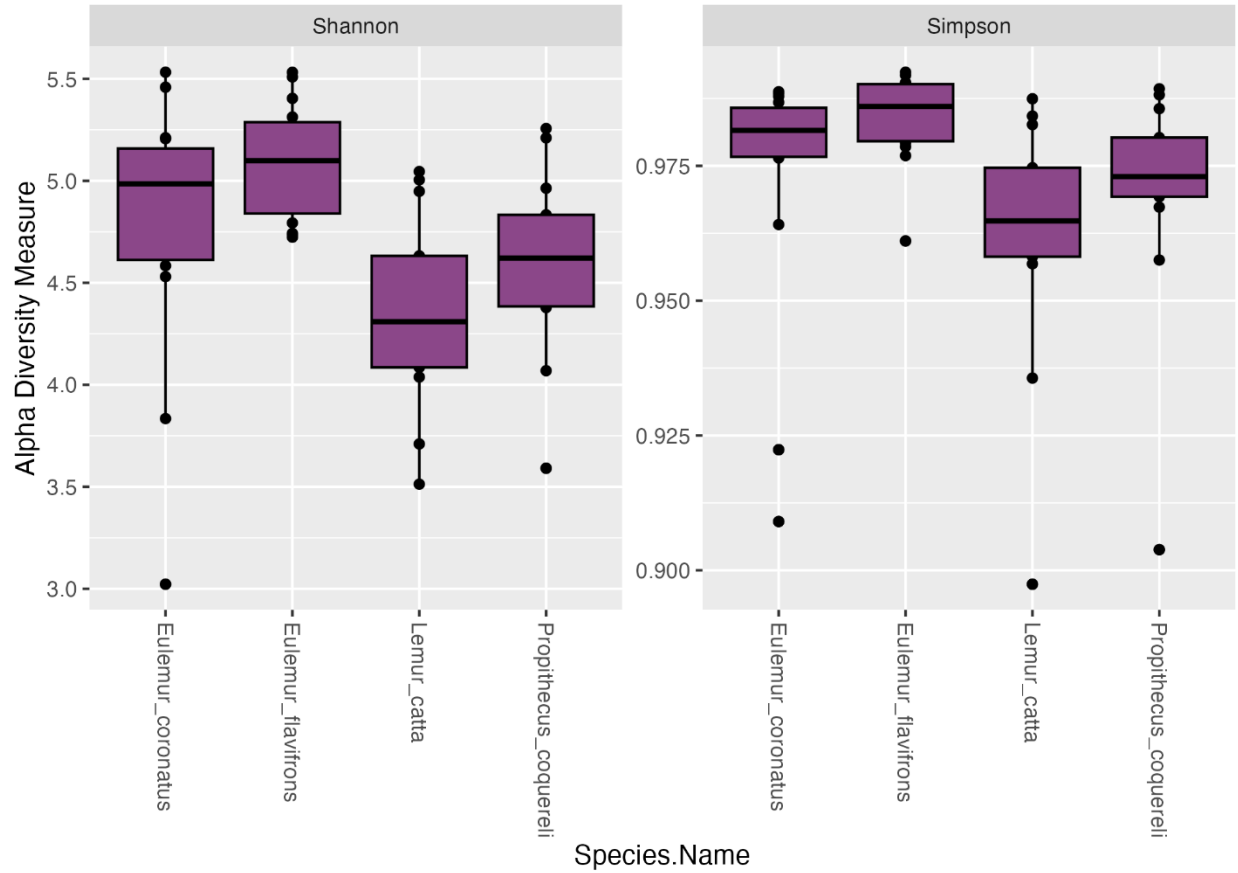 Shannon
Simpson
Alpha Diversity Measure
5.5
5.0
4.5
4.0
3.5
3.0
0.975
0.950
0.925
0.900
Eulemur_coronatus
Eulemur_flavifrons
Lemur_catta
Propithecus_coquereli
Eulemur_coronatus
Eulemur_flavifrons
Lemur_catta
Propithecus_coquereli
Species.Name